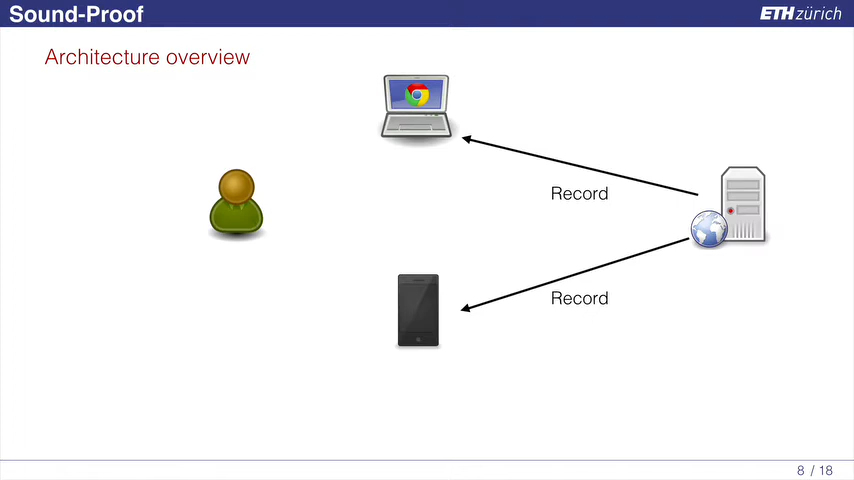 Sound-Proof
ETH zürich
Architecture overview
Record
Record
8 / 18